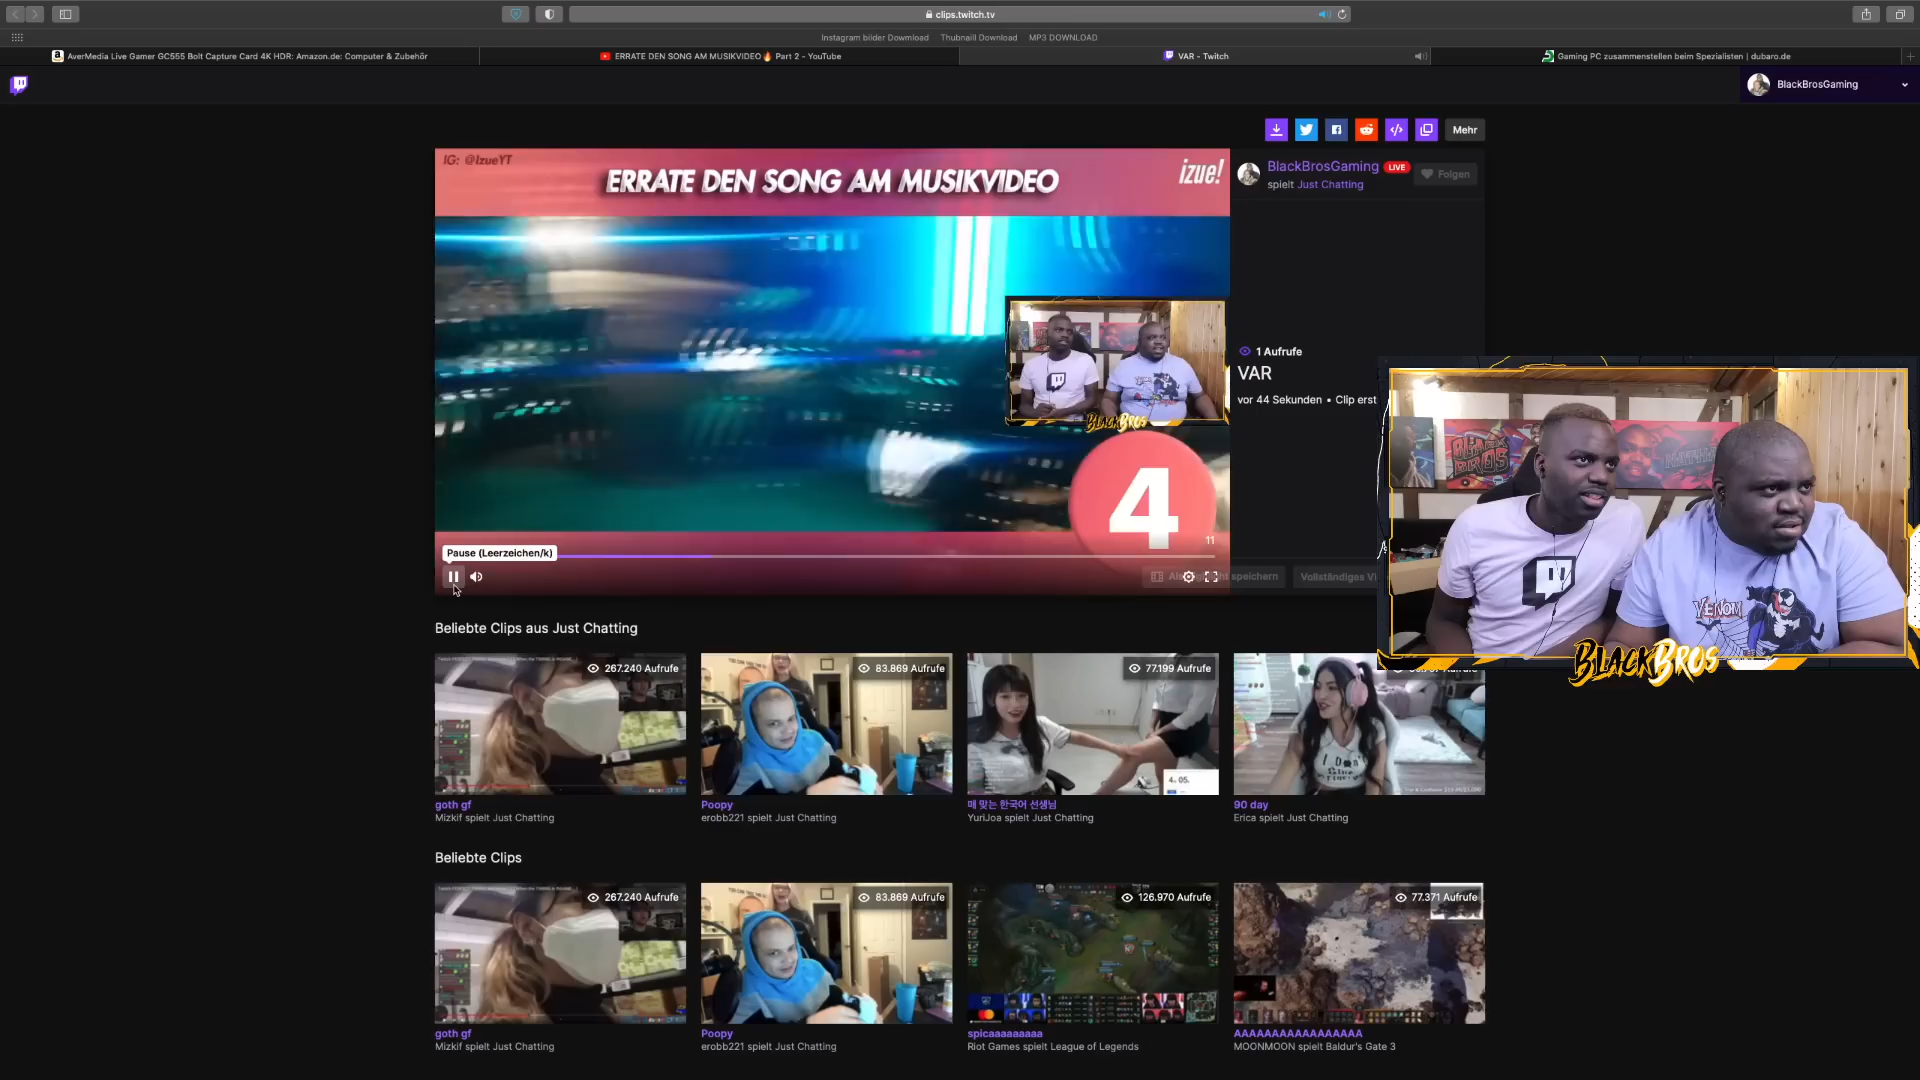 clips.twitch.tv
Instagram bilder Download
Thubnaill Download
MP3 DOWNLOAD
AverMedia Live Gamer GC555 Bolt Capture Card 4K HDR: Amazon.de: Computer & Zubehör
ERRATE DEN SONG AM MUSIKVIDEO🔥 Part 2 - YouTube
VAR - Twitch
Gaming PC zusammenstellen beim Spezialisten | dubaro.de
BlackBrosGaming
Mehr
IG: @IzueYT
ERRATE DEN SONG AM MUSIKVIDEO
izue!
BlackBrosGaming
LIVE
Folgen
spielt Just Chatting
1 Aufrufe
VAR
vor 44 Sekunden • Clip erst
BLACK BROS
BLACKBROS
4
11
Pause (Leerzeichen/k)
speichern
Vollständiges Vi
VENOM
BLACKBROS
Beliebte Clips aus Just Chatting
267.240 Aufrufe
83.869 Aufrufe
77.199 Aufrufe
goth gf
Mizkif spielt Just Chatting
Poopy
erobb221 spielt Just Chatting
매 맞는 한국어 선생님
YuriJoa spielt Just Chatting
90 day
Erica spielt Just Chatting
Beliebte Clips
267.240 Aufrufe
83.869 Aufrufe
126.970 Aufrufe
77.371 Aufrufe
goth gf
Mizkif spielt Just Chatting
Poopy
erobb221 spielt Just Chatting
spicaaaaaaaaa
Riot Games spielt League of Legends
AAAAAAAAAAAAAAAAA
MOONMOON spielt Baldur's Gate 3